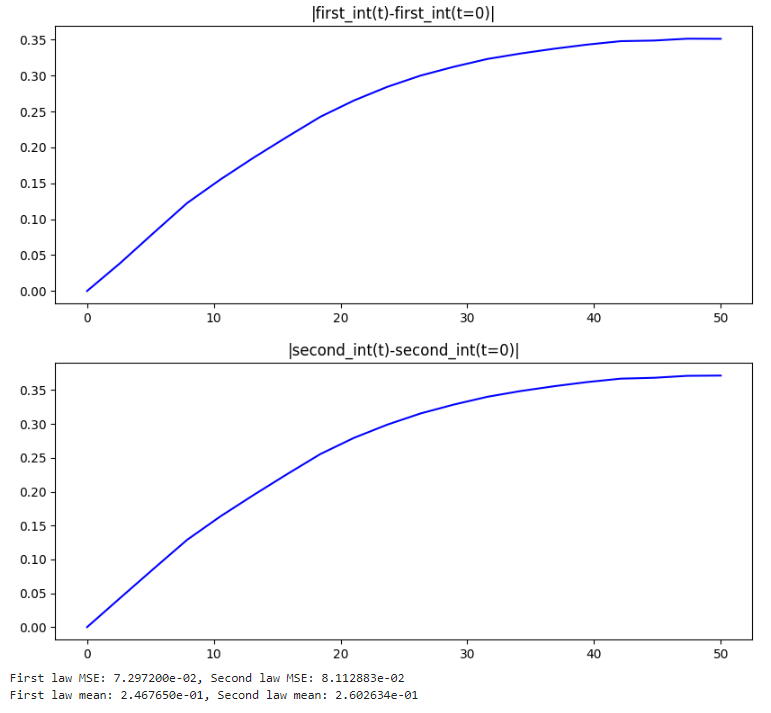 |first_int(t)-first_int(t=0)|
0.35
0.30
0.25
0.20
0.15
0.10
0.05
0.00
0 10 20 30 40 50
|second_int(t)-second_int(t=0)|
0.35
0.30
0.25
0.20
0.15
0.10
0.05
0.00
0 10 20 30 40 50
First law MSE: 7.297200e-02, Second law MSE: 8.112883e-02
First law mean: 2.467650e-01, Second law mean: 2.602634e-01